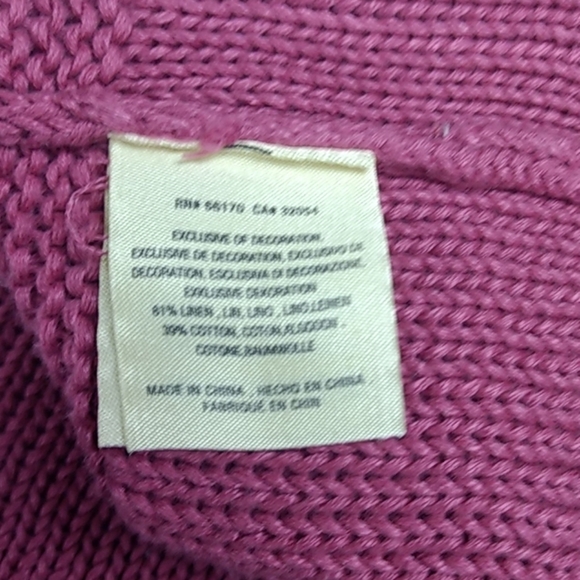 RN# 66170 CA# 32054
EXCLUSIVE OF DECORATION,
EXCLUSIVE DE DECORATION, EXCLUSIVO DE
DECORATION, ESCLUSIVA DI DECORAZIONE,
EXKLUSIVE DEKORATION
61% LINEN , LIN, LINO , LINO, LEINEN
39% COTTON, COTON, ALGODON ,
COTONE, BAUMWOLLE
MADE IN CHINA , HECHO EN CHINA
FABRIQUE EN CHIN